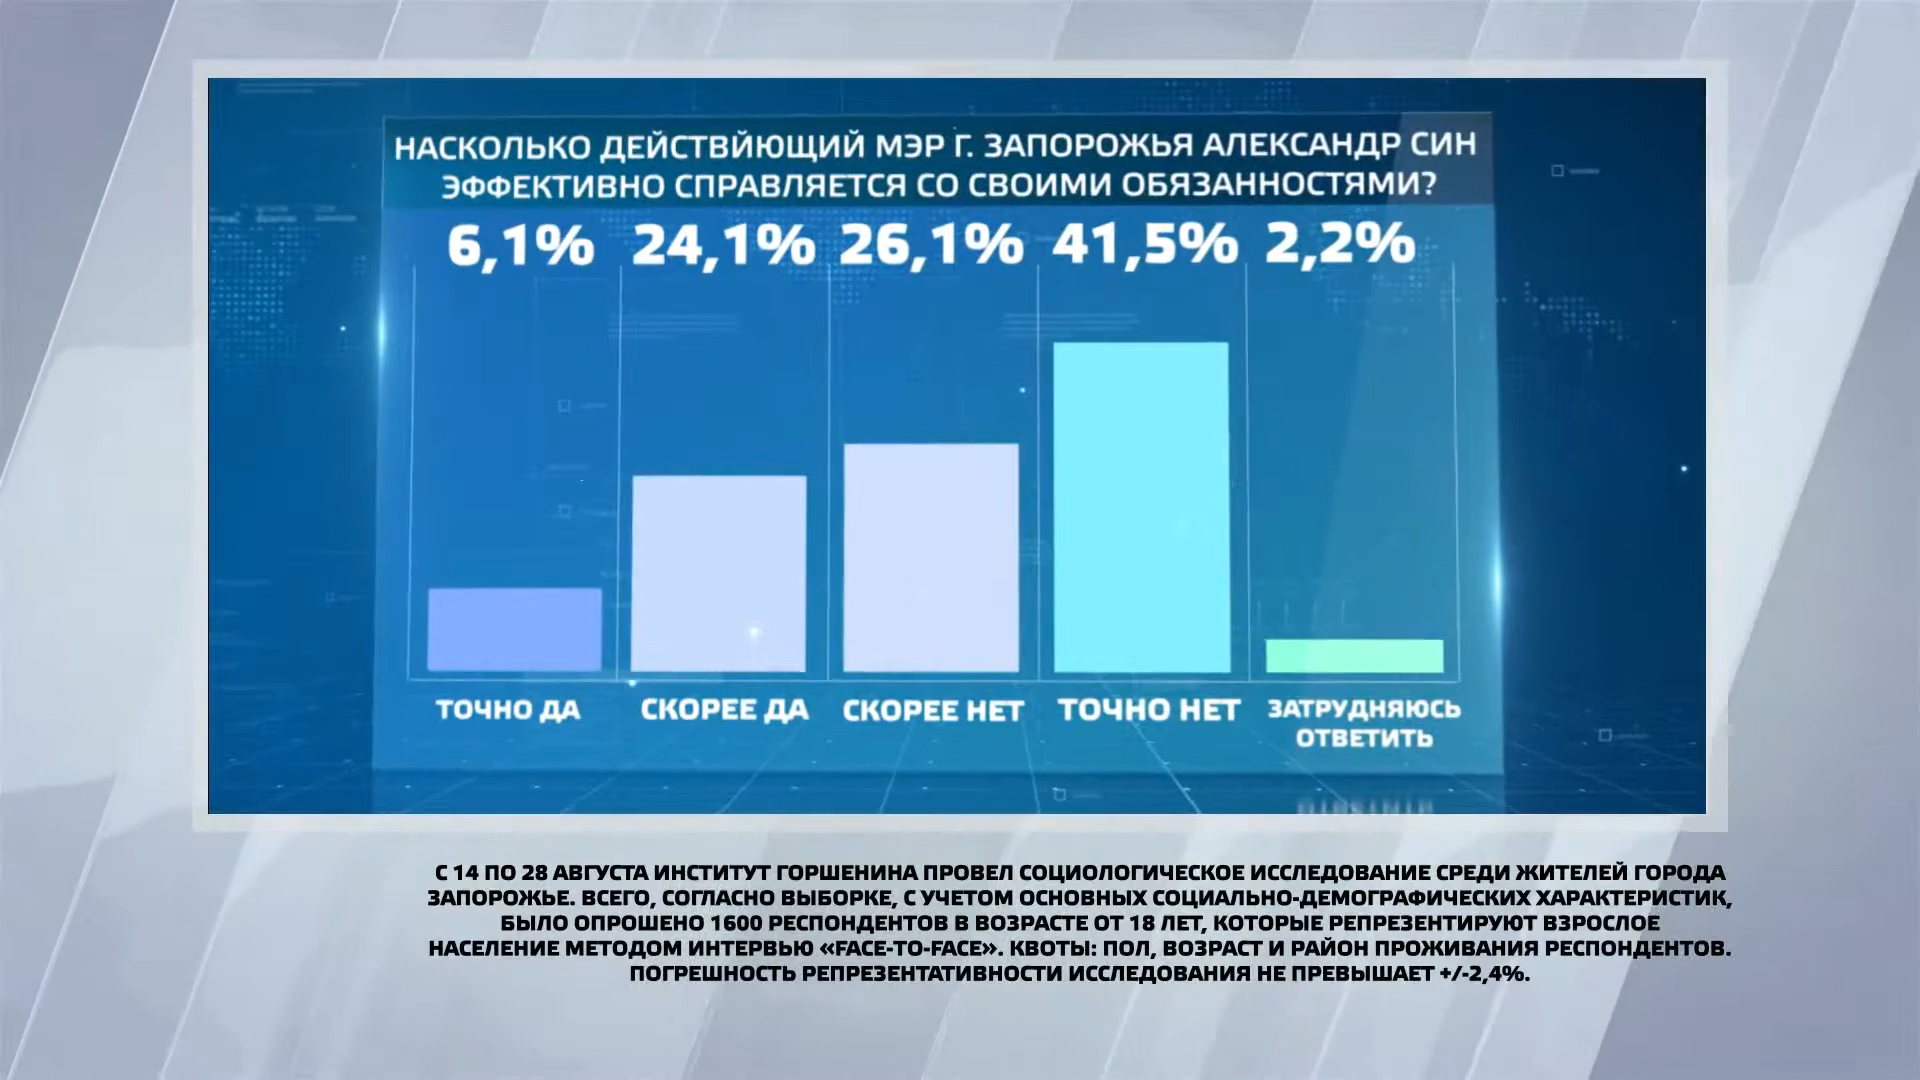 НАСКОЛЬКО ДЕЙСТВЙЮЩИЙ МЭР Г. ЗАПОРОЖЬЯ АЛЕКСАНДР СИН
ЭФФЕКТИВНО СПРАВЛЯЕТСЯ СО СВОИМИ ОБЯЗАННОСТЯМИ?
6,1% 24,1% 26,1% 41,5% 2,2%
ТОЧНО ДА СКОРЕЕ ДА СКОРЕЕ НЕТ ТОЧНО НЕТ ЗАТРУДНЯЮСЬ
ОТВЕТИТЬ
С 14 ПО 28 АВГУСТА ИНСТИТУТ ГОРШЕНИНА ПРОВЕЛ СОЦИОЛОГИЧЕСКОЕ ИССЛЕДОВАНИЕ СРЕДИ ЖИТЕЛЕЙ ГОРОДА
ЗАПОРОЖЬЕ. ВСЕГО, СОГЛАСНО ВЫБОРКЕ, С УЧЕТОМ ОСНОВНЫХ СОЦИАЛЬНО-ДЕМОГРАФИЧЕСКИХ ХАРАКТЕРИСТИК,
БЫЛО ОПРОШЕНО 1600 РЕСПОНДЕНТОВ В ВОЗРАСТЕ ОТ 18 ЛЕТ, КОТОРЫЕ РЕПРЕЗЕНТИРУЮТ ВЗРОСЛОЕ
НАСЕЛЕНИЕ МЕТОДОМ ИНТЕРВЬЮ «FACE-TO-FACE». КВОТЫ: ПОЛ, ВОЗРАСТ И РАЙОН ПРОЖИВАНИЯ РЕСПОНДЕНТОВ.
ПОГРЕШНОСТЬ РЕПРЕЗЕНТАТИВНОСТИ ИССЛЕДОВАНИЯ НЕ ПРЕВЫШАЕТ +/-2,4%.